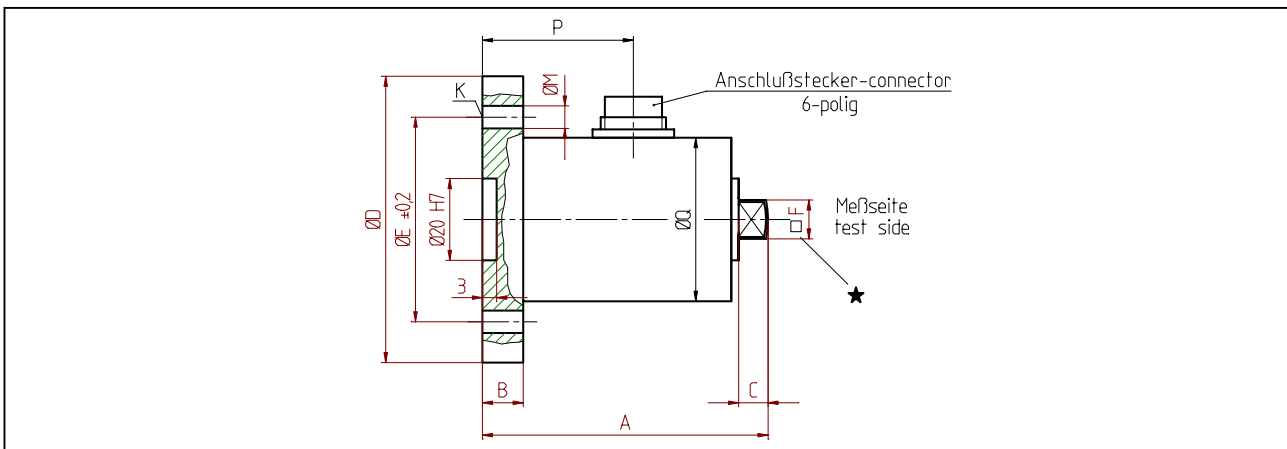 P
Anschlußstecker-connector
6-polig
K
ØM
ØD
ØE ±0,2
Ø20 H7
ØQ
□F
Meßseite
test side
3
★
B
C
A